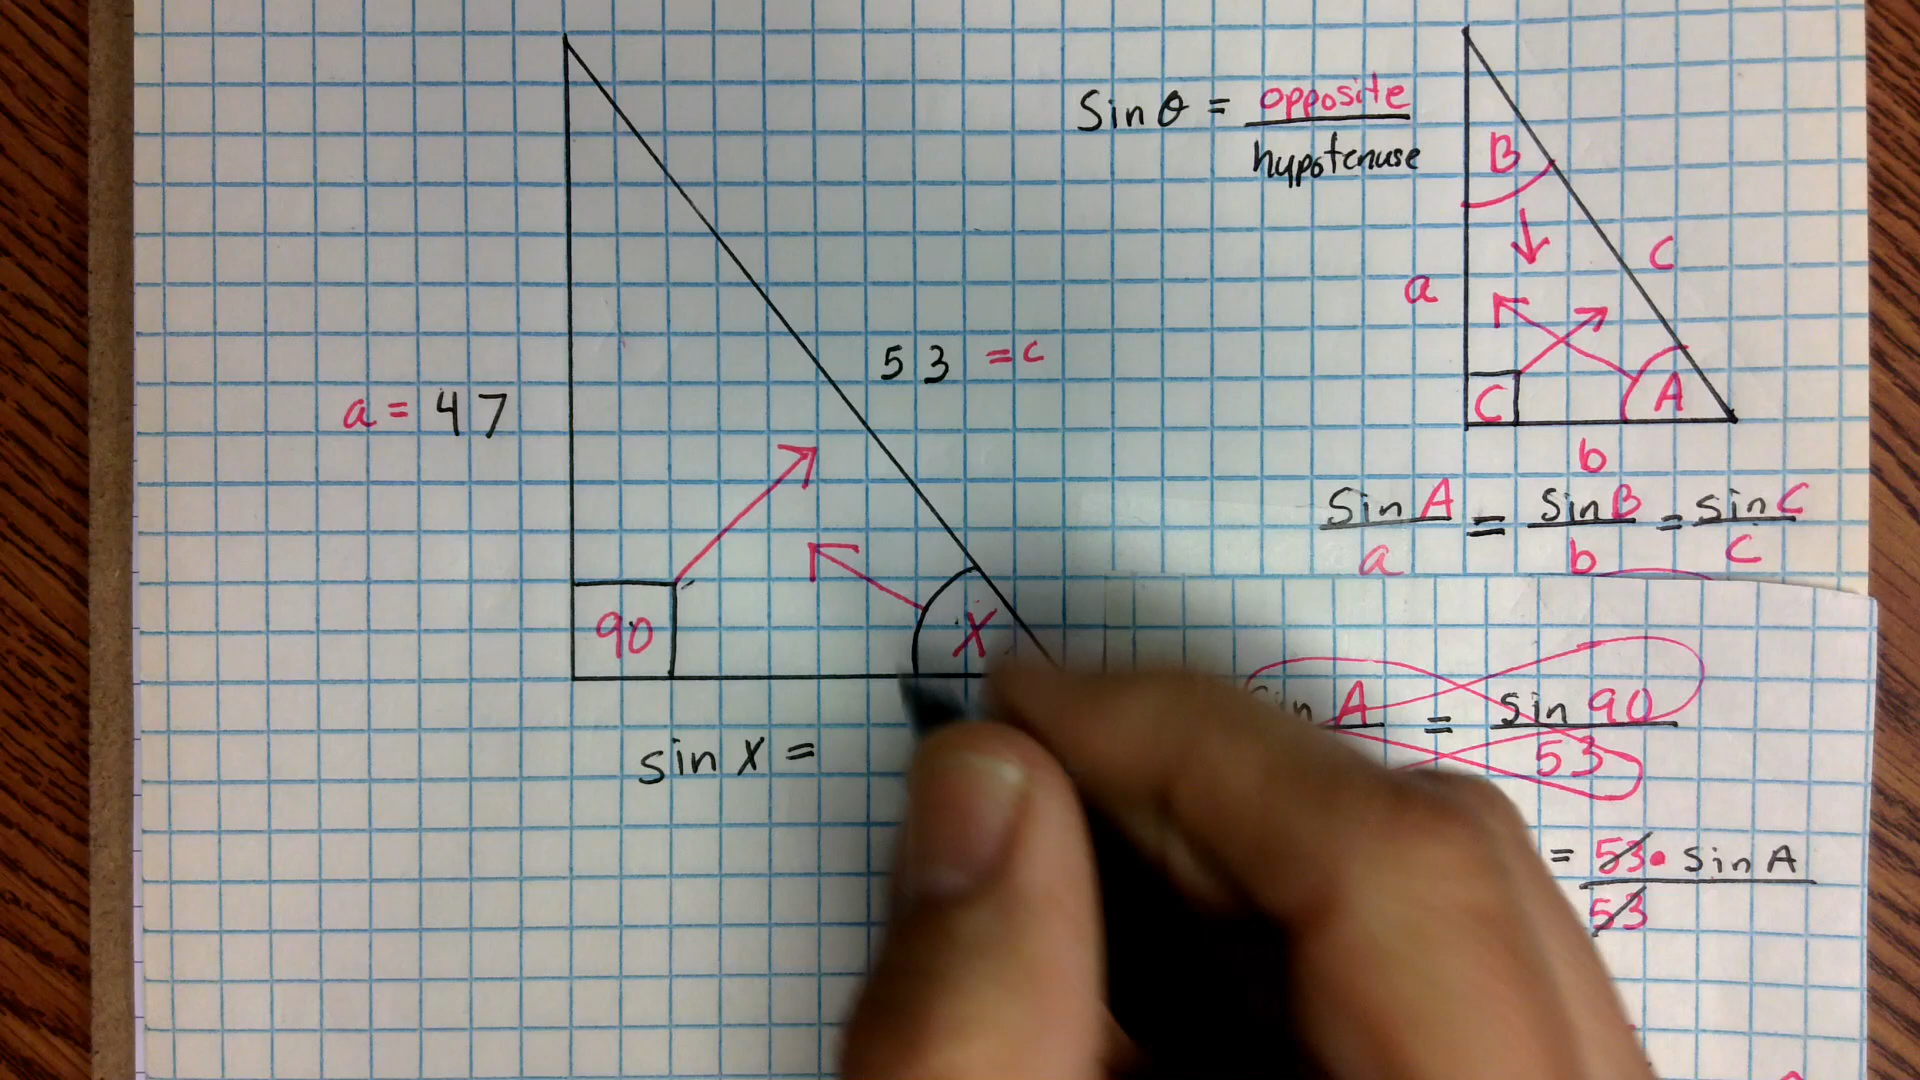 a = 47
53 = c
90
X
sin X =
Sin θ = opposite
hypotenuse
B
a
c
C
A
b
Sin A = sin B = sin C
a b c
A = sin 90
53
= 53 • sin A
53